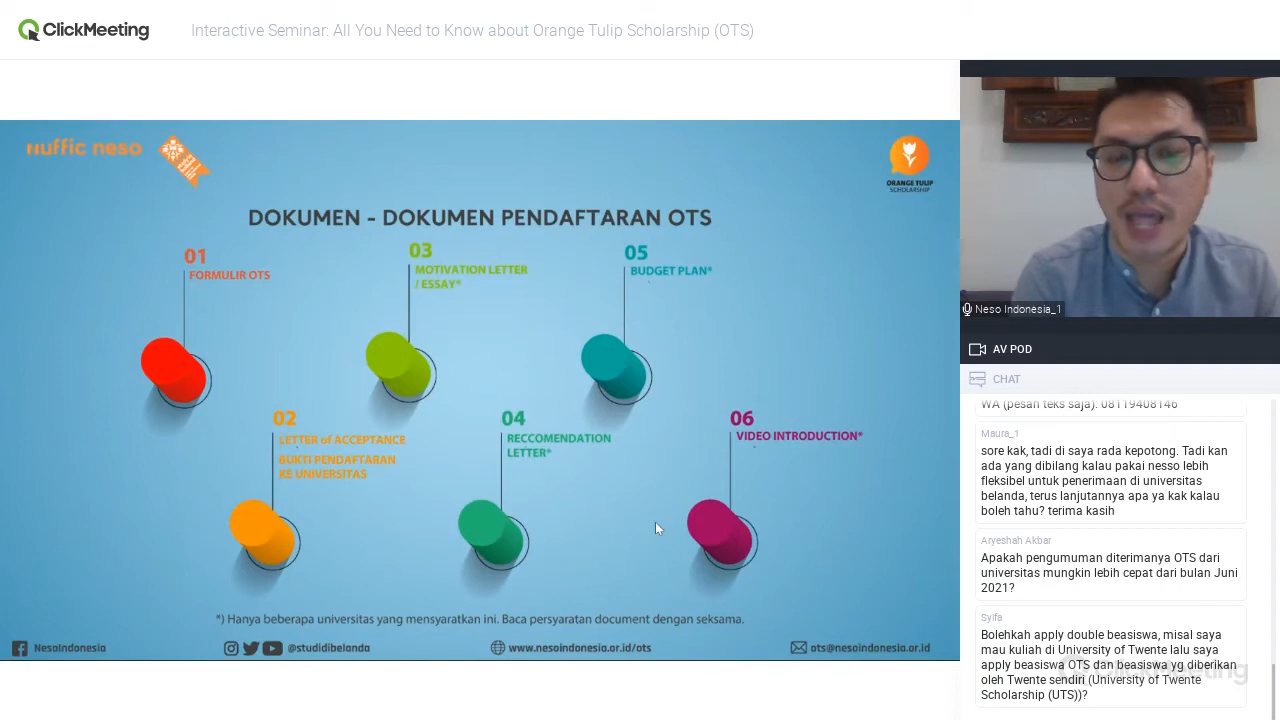 ClickMeeting
Interactive Seminar: All You Need to Know about Orange Tulip Scholarship (OTS)
nuffic neso
ORANGE TULIP
SCHOLARSHIP
DOKUMEN - DOKUMEN PENDAFTARAN OTS
01
FORMULIR OTS
03
MOTIVATION LETTER
/ ESSAY*
05
BUDGET PLAN*
02
LETTER of ACCEPTANCE
BUKTI PENDAFTARAN
KE UNIVERSITAS
04
RECCOMENDATION
LETTER*
06
VIDEO INTRODUCTION*
*) Hanya beberapa universitas yang mensyaratkan ini. Baca persyaratan document dengan seksama.
NesoIndonesia
@studidibelanda
www.nesoindonesia.or.id/ots
ots@nesoindonesia.or.id
Neso Indonesia_1
AV POD
CHAT
WA (pesan teks saja): 08119408146
Maura_1
sore kak, tadi di saya rada kepotong. Tadi kan
ada yang dibilang kalau pakai nesso lebih
fleksibel untuk penerimaan di universitas
belanda, terus lanjutannya apa ya kak kalau
boleh tahu? terima kasih
Aryeshah Akbar
Apakah pengumuman diterimanya OTS dari
universitas mungkin lebih cepat dari bulan Juni
2021?
Syifa
Bolehkah apply double beasiswa, misal saya
mau kuliah di University of Twente lalu saya
apply beasiswa OTS dan beasiswa yg diberikan
oleh Twente sendiri (University of Twente
Scholarship (UTS))?
ClickMeeting